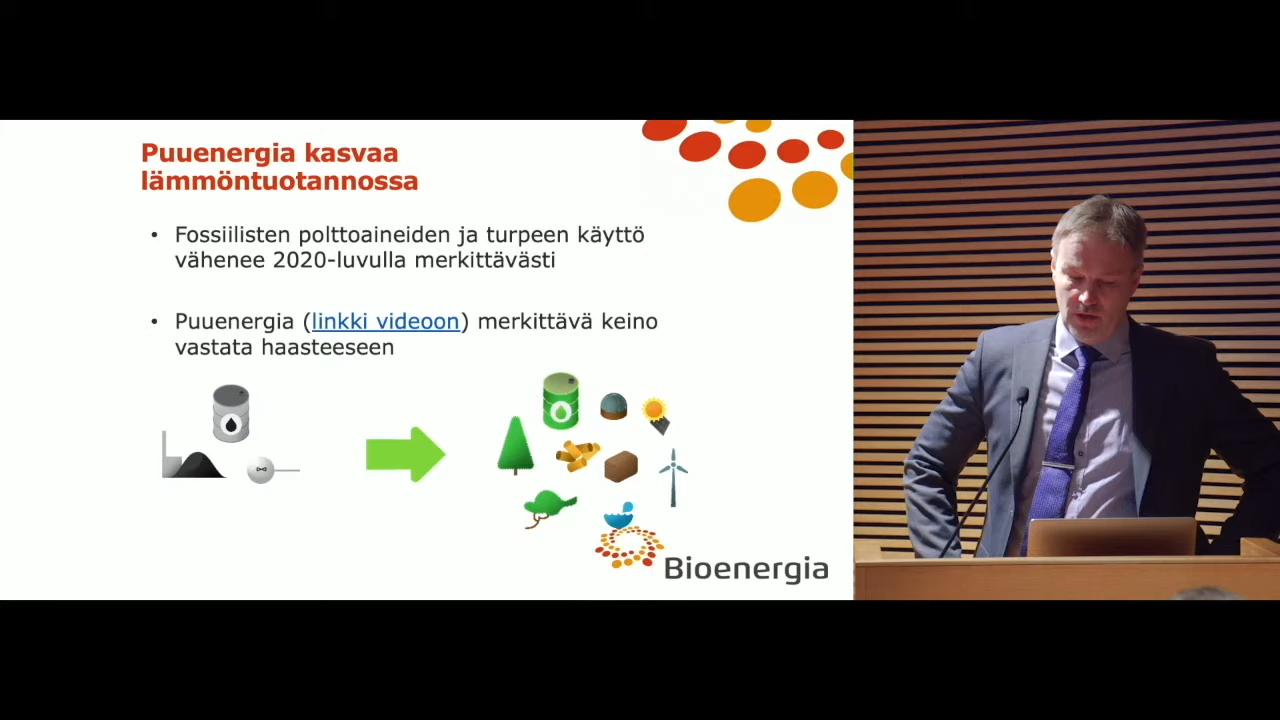 Puuenergia kasvaa
lämmöntuotannossa
• Fossiilisten polttoaineiden ja turpeen käyttö
vähenee 2020-luvulla merkittävästi
• Puuenergia (linkki videoon) merkittävä keino
vastata haasteeseen
Bioenergia